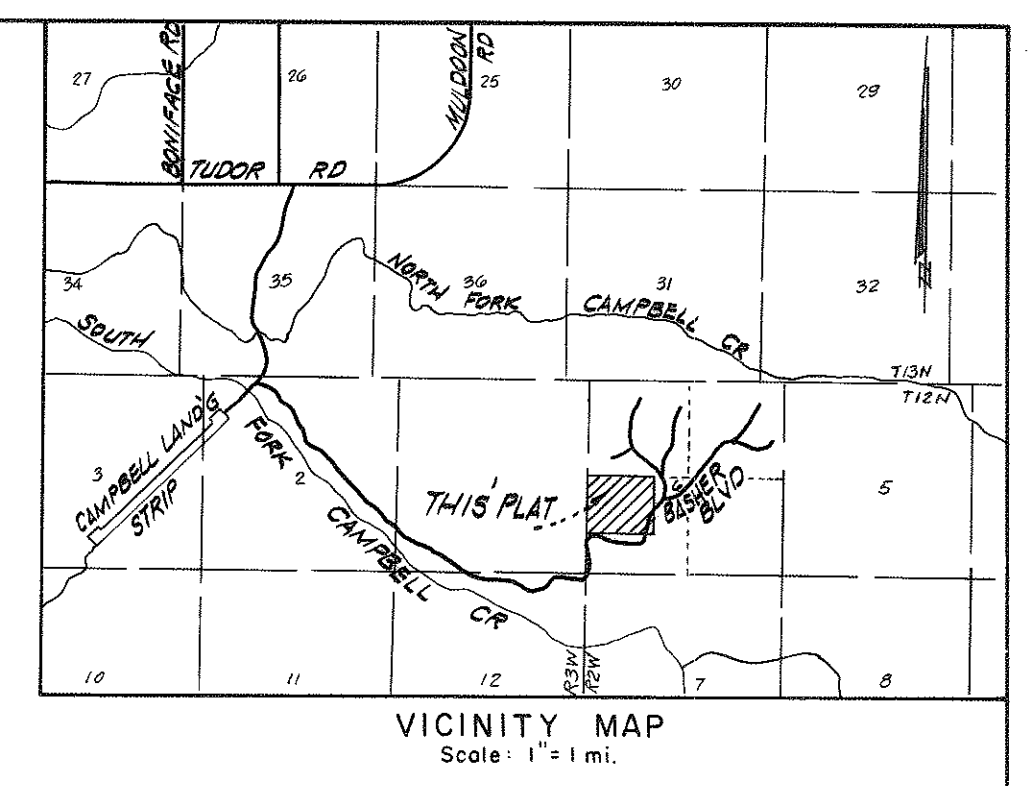 BONIFACE RD
MULDOON RD
27
26
25
30
29
TUDOR RD
N
34
35
NORTH FORK CAMPBELL CR
36
31
32
SOUTH FORK CAMPBELL CR
T13N
T12N
CAMPBELL LAND'G STRIP
3
2
THIS PLAT
6
BASHER BLVD
5
10
11
12
R3W
R2W
7
8
VICINITY MAP
Scale: 1"= 1 mi.